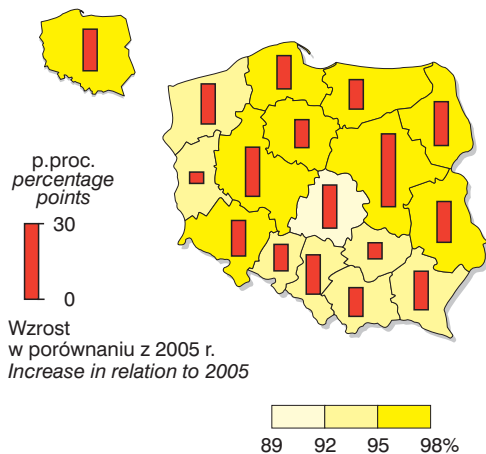 p.proc.
percentage
points
30
0
Wzrost
w porównaniu z 2005 r.
Increase in relation to 2005
89 92 95 98%